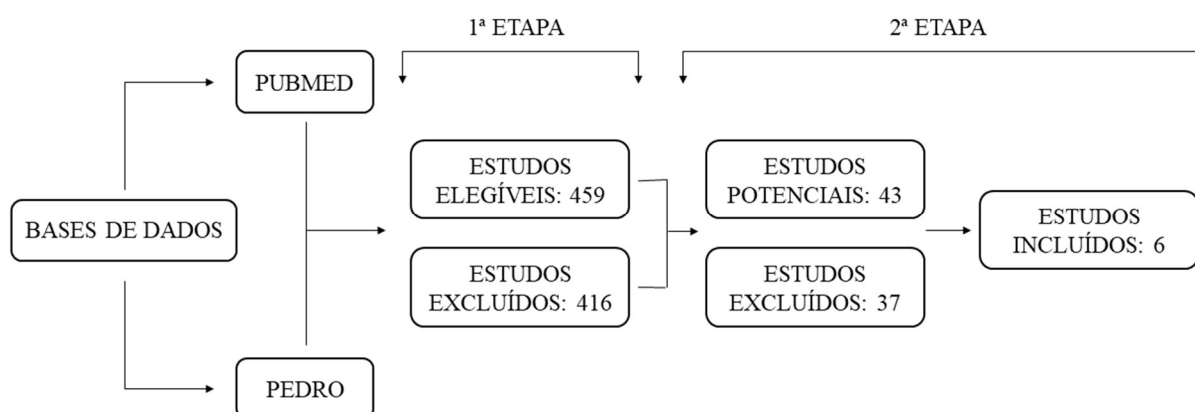 1ª ETAPA
2ª ETAPA
PUBMED
BASES DE DADOS
PEDRO
ESTUDOS
ELEGÍVEIS: 459
ESTUDOS
EXCLUÍDOS: 416
ESTUDOS
POTENCIAIS: 43
ESTUDOS
EXCLUÍDOS: 37
ESTUDOS
INCLUÍDOS: 6